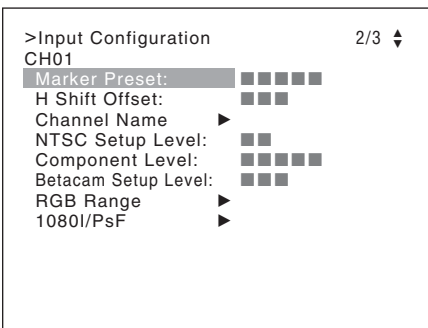 >Input Configuration 2/3
CH01
Marker Preset: ■■■■■
H Shift Offset: ■■■
Channel Name ▶
NTSC Setup Level: ■■
Component Level: ■■■■■
Betacam Setup Level: ■■■
RGB Range ▶
1080I/PsF ▶